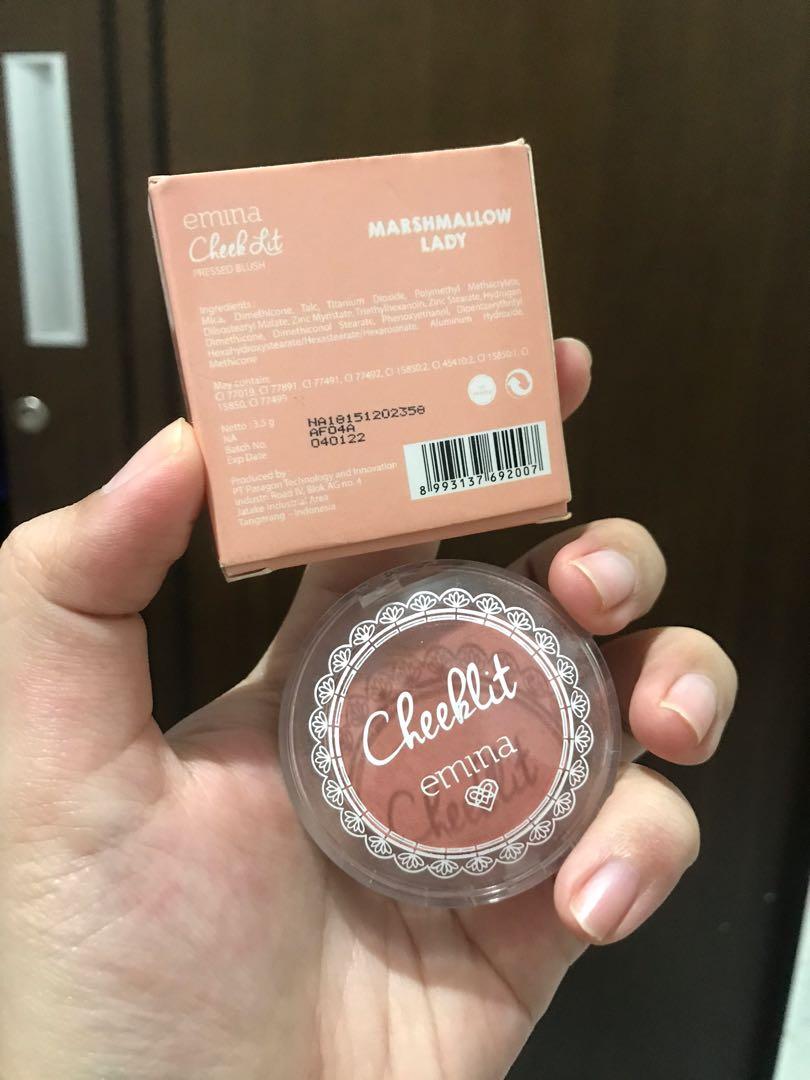 emina
Cheek Lit
PRESSED BLUSH
MARSHMALLOW
LADY
Ingredients :
Mica, Dimethicone, Talc, Titanium Dioxide, Polymethyl Methacrylate,
Diisostearyl Malate, Zinc Myristate, Triethylhexanoin, Zinc Stearate, Hydrogen
Dimethicone, Dimethiconol Stearate, Phenoxyethanol, Dipentaerythrityl
Hexahydroxystearate/Hexastearate/Hexarosinate, Aluminum Hydroxide,
Methicone
May contain:
CI 77019, CI 77891, CI 77491, CI 77492, CI 15850:2, CI 45410:2, CI 15850:1, CI
15850, CI 77499
Netto : 3,5 g
NA NA18151202358
Batch No. AF04A
Exp Date 040122
8 993137 692007
Produced by :
PT Paragon Technology and Innovation
Industri Road IV, Blok AG no. 4
Jatake Industrial Area
Tangerang - Indonesia
Cheeklit
emina
Cheeklit